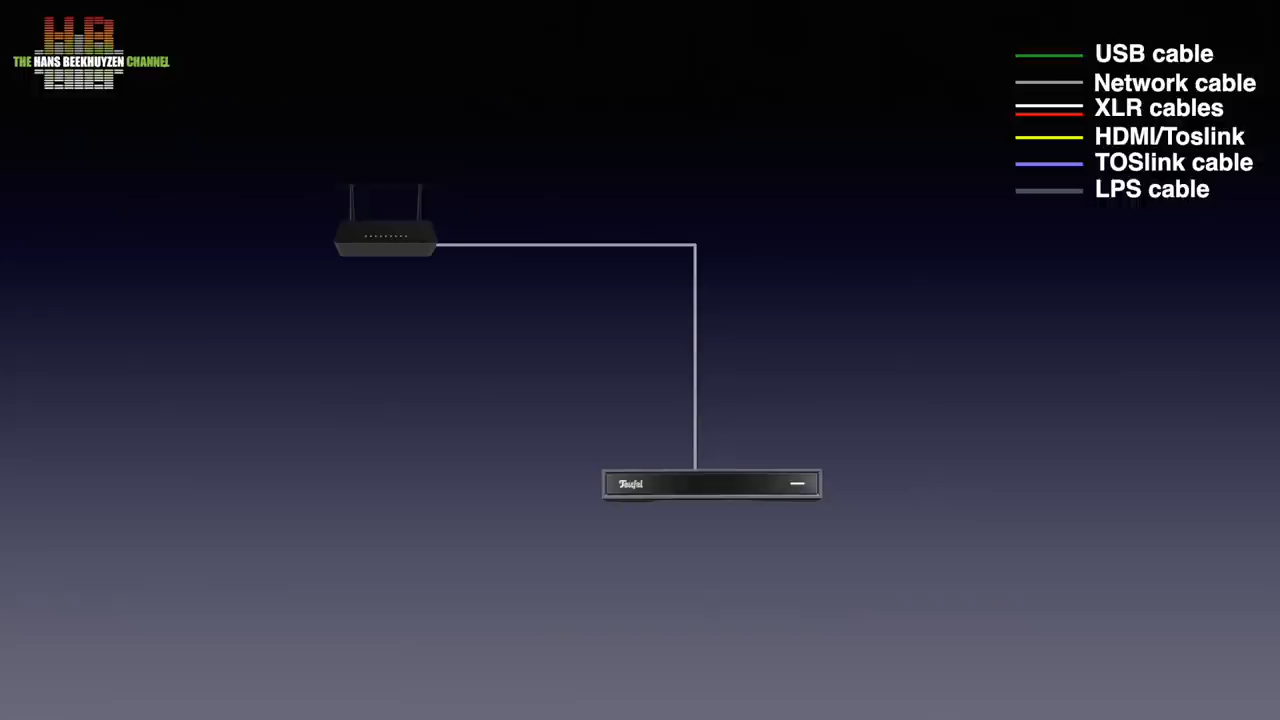 THE HANS BEEKHUYZEN CHANNEL
USB cable
Network cable
XLR cables
HDMI/Toslink
TOSlink cable
LPS cable
Teufel